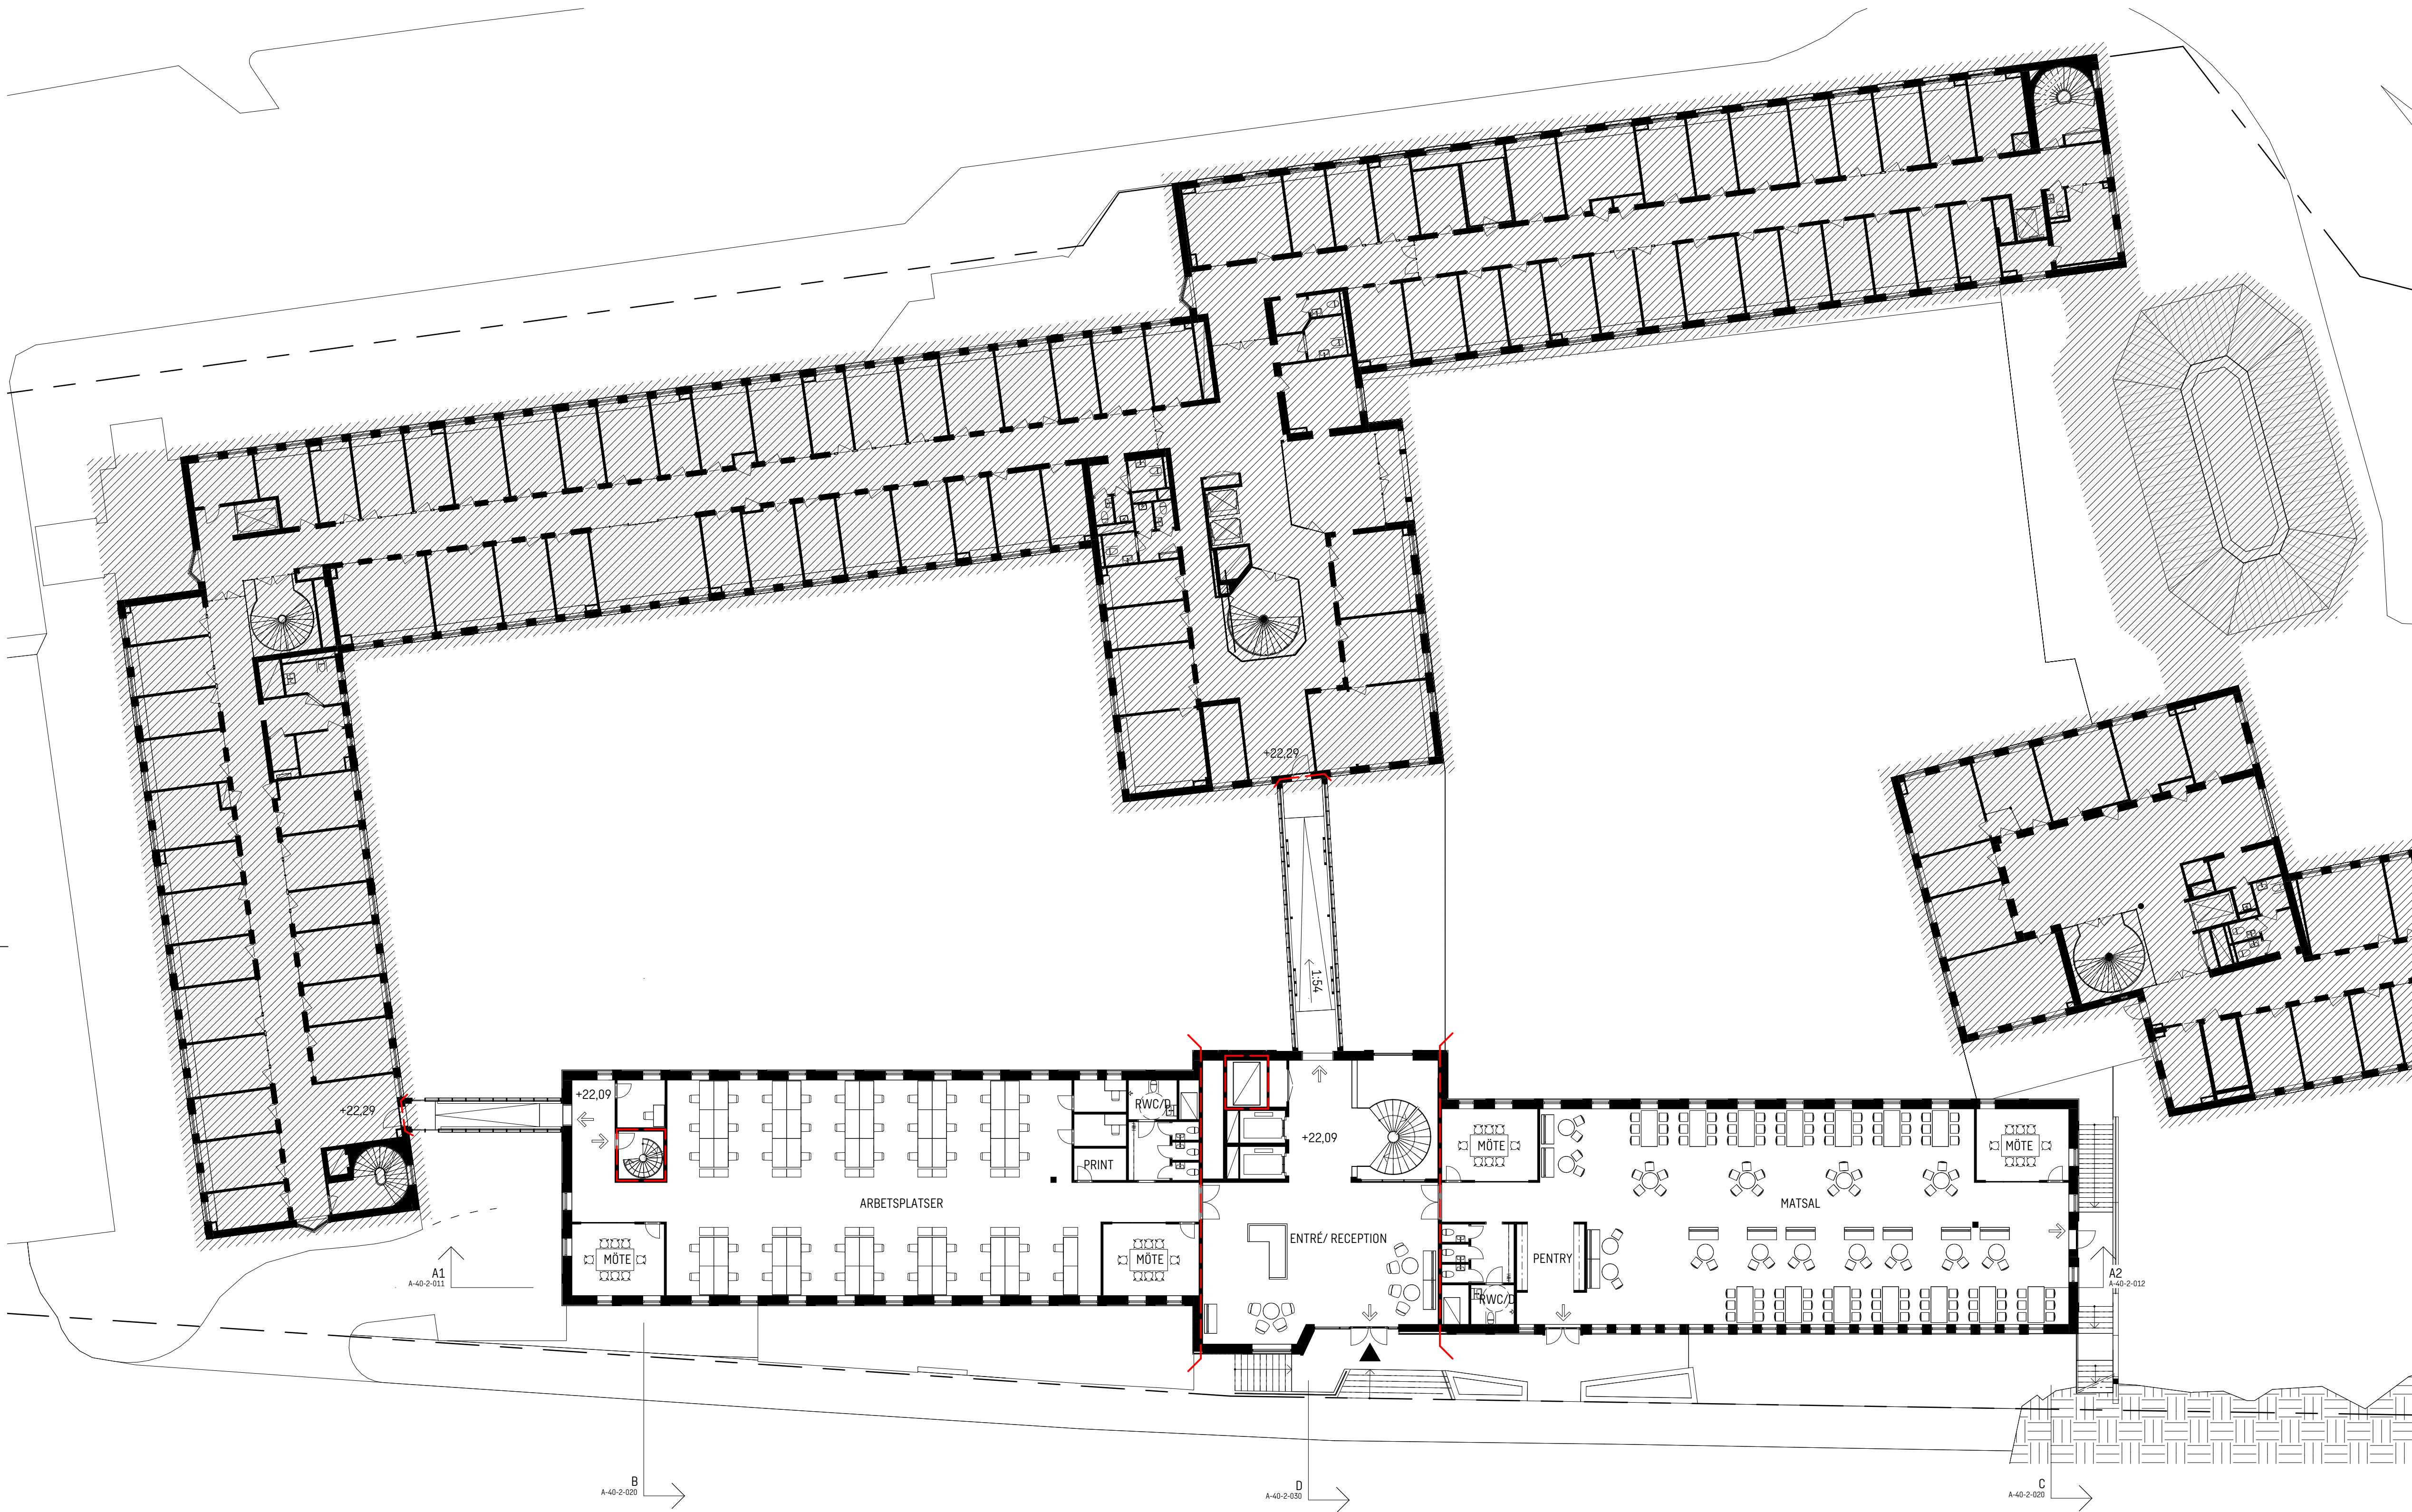 +22,29
1:54
+22,29
+22,09
RWC/D
PRINT
+22,09
MÖTE
MÖTE
ARBETSPLATSER
MATSAL
MÖTE
MÖTE
ENTRÉ/ RECEPTION
PENTRY
RWC/D
A1
A-40-2-011
A2
A-40-2-012
B
A-40-2-020
D
A-40-2-030
C
A-40-2-020